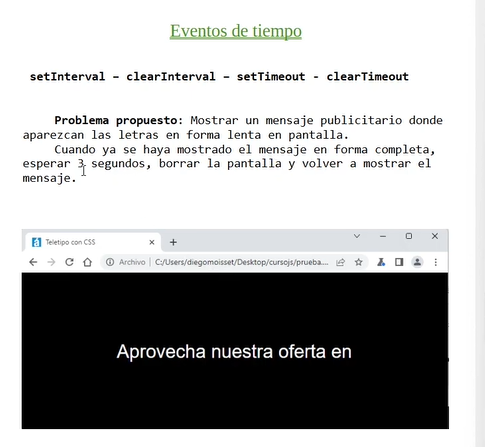 Eventos de tiempo
setInterval – clearInterval – setTimeout - clearTimeout
Problema propuesto: Mostrar un mensaje publicitario donde
aparezcan las letras en forma lenta en pantalla.
Cuando ya se haya mostrado el mensaje en forma completa,
esperar 3 segundos, borrar la pantalla y volver a mostrar el
mensaje.
Teletipo con CSS
Archivo | C:/Users/diegomoisset/Desktop/cursojs/prueba....
Aprovecha nuestra oferta en